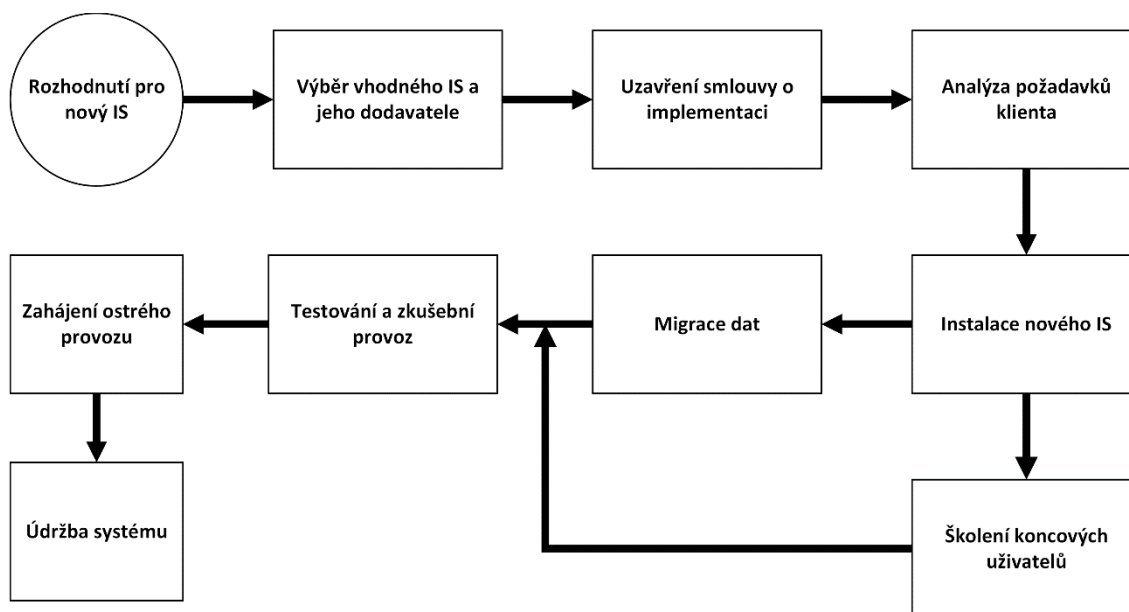 Rozhodnutí pro
nový IS
Výběr vhodného IS a
jeho dodavatele
Uzavření smlouvy o
implementaci
Analýza požadavků
klienta
Zahájení ostrého
provozu
Testování a zkušební
provoz
Migrace dat
Instalace nového IS
Údržba systému
Školení koncových
uživatelů